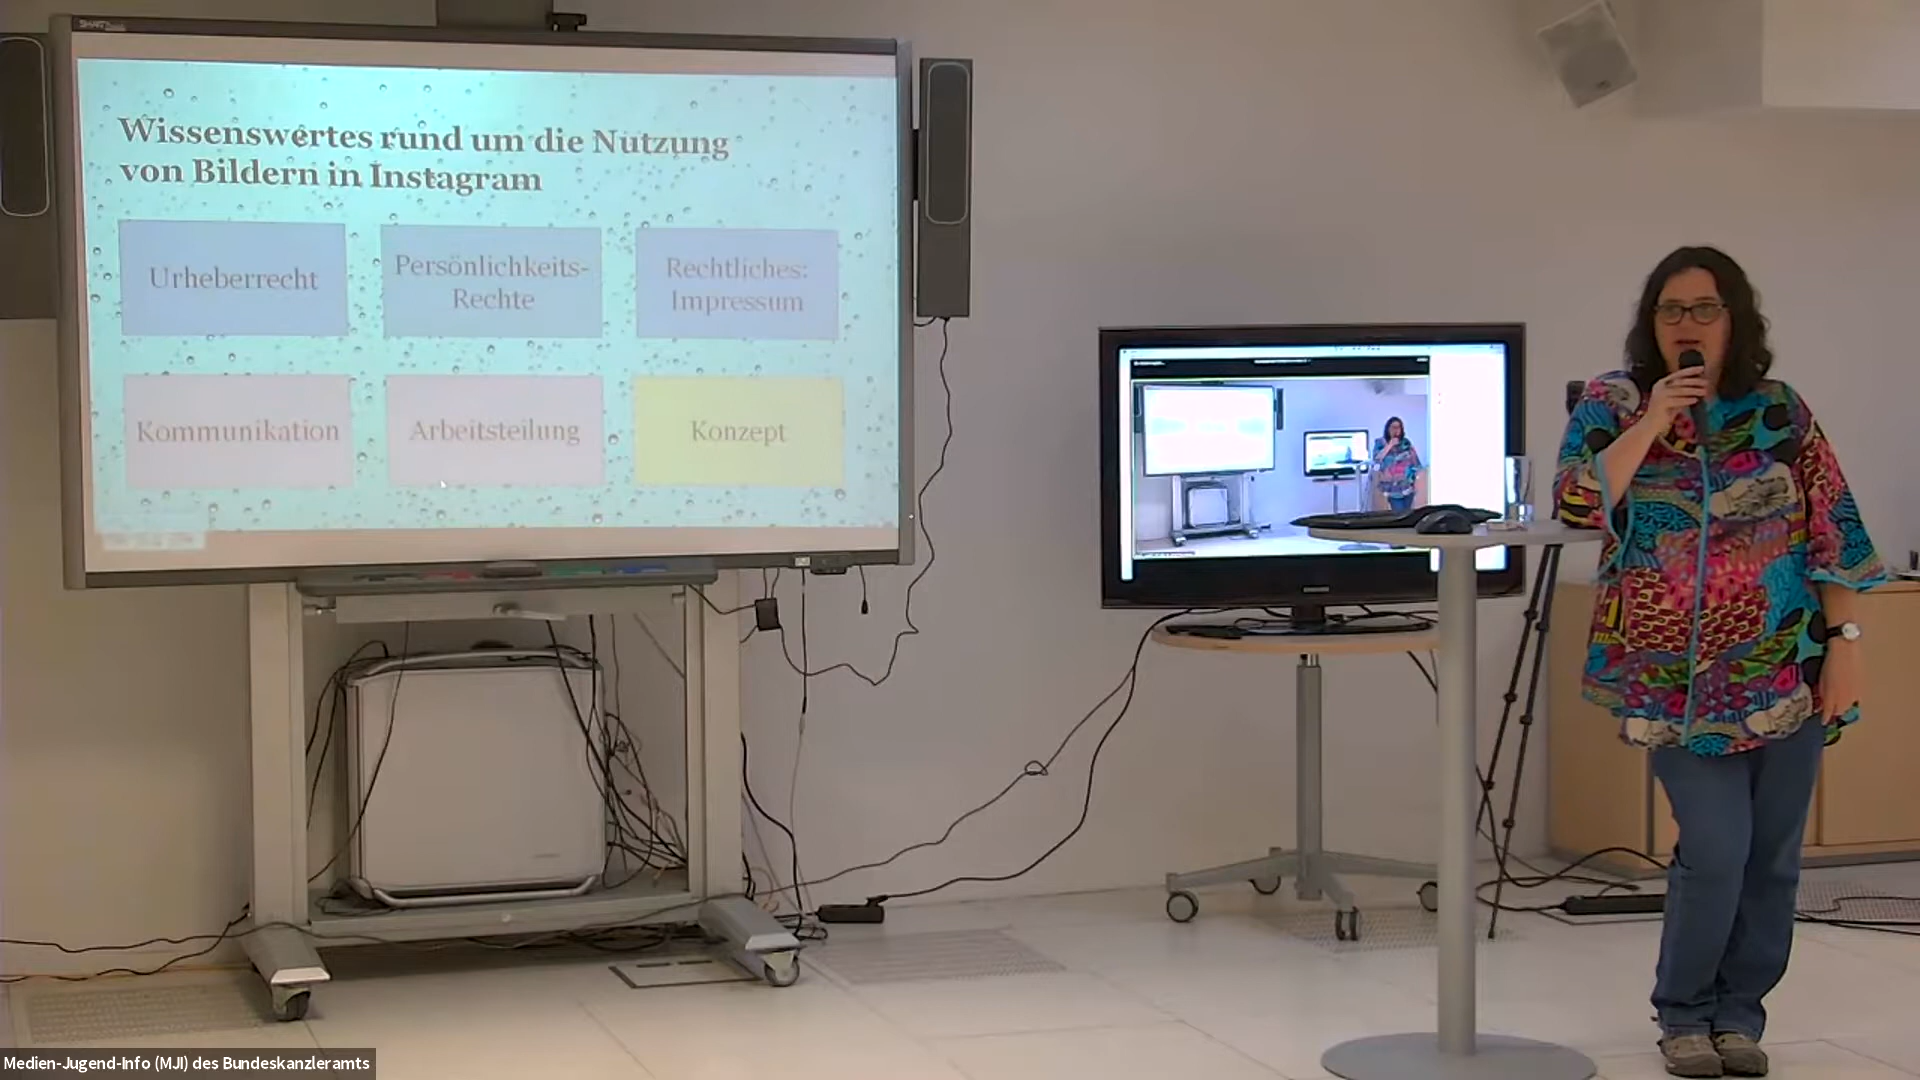 Wissenswertes rund um die Nutzung
von Bildern in Instagram
Urheberrecht
Persönlichkeits-
Rechte
Rechtliches:
Impressum
Kommunikation
Arbeitsteilung
Konzept
SAMSUNG
Medien-Jugend-Info (MJI) des Bundeskanzleramts